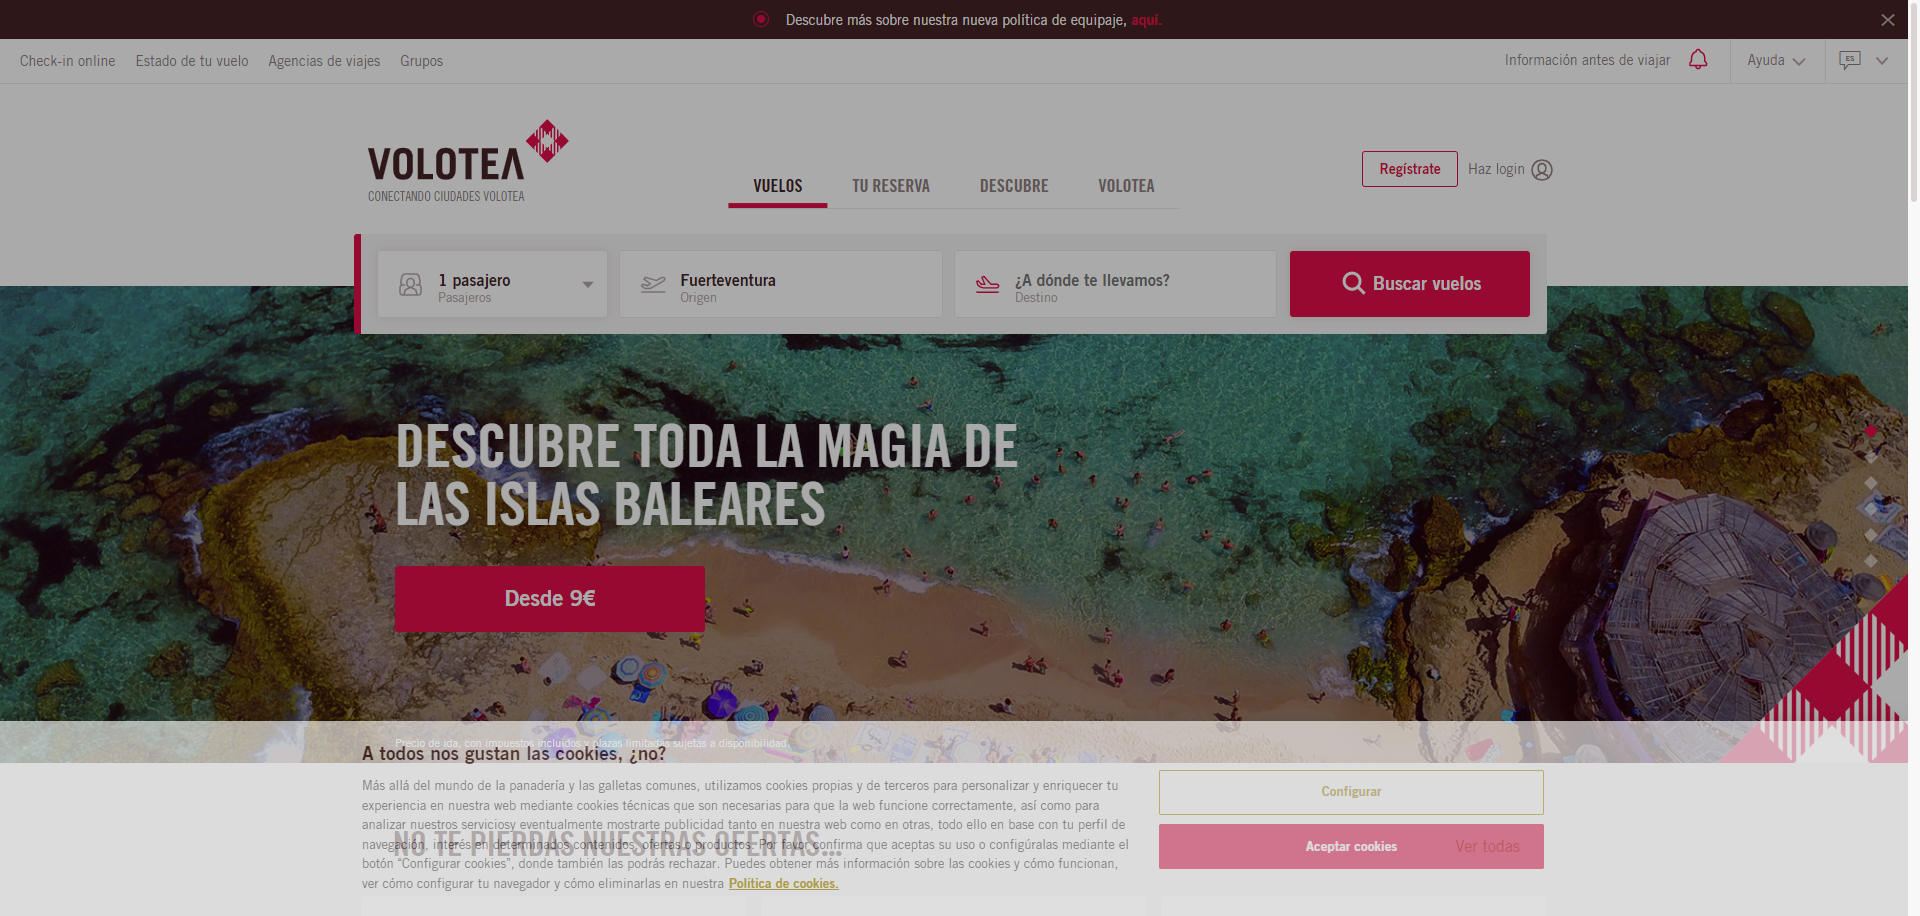 Descubre más sobre nuestra nueva política de equipaje, aquí.
Check-in online
Estado de tu vuelo
Agencias de viajes
Grupos
Información antes de viajar
Ayuda
ES
VOLOTEA
CONECTANDO CIUDADES VOLOTEA
VUELOS
TU RESERVA
DESCUBRE
VOLOTEA
Regístrate
Haz login
1 pasajero
Pasajeros
Fuerteventura
Origen
¿A dónde te llevamos?
Destino
Buscar vuelos
DESCUBRE TODA LA MAGIA DE
LAS ISLAS BALEARES
Desde 9€
Precio de ida, con impuestos incluidos y plazas limitadas sujetas a disponibilidad.
A todos nos gustan las cookies, ¿no?
Más allá del mundo de la panadería y las galletas comunes, utilizamos cookies propias y de terceros para personalizar y enriquecer tu
experiencia en nuestra web mediante cookies técnicas que son necesarias para que la web funcione correctamente, así como para
analizar nuestros serviciosy eventualmente mostrarte publicidad tanto en nuestra web como en otras, todo ello en base con tu perfil de
navegación, interés en determinados contenidos, ofertas o productos. Por favor confirma que aceptas su uso o configúralas mediante el
botón “Configurar cookies”, donde también las podrás rechazar. Puedes obtener más información sobre las cookies y cómo funcionan,
ver cómo configurar tu navegador y cómo eliminarlas en nuestra Política de cookies.
NO TE PIERDAS NUESTRAS OFERTAS...
Configurar
Aceptar cookies
Ver todas